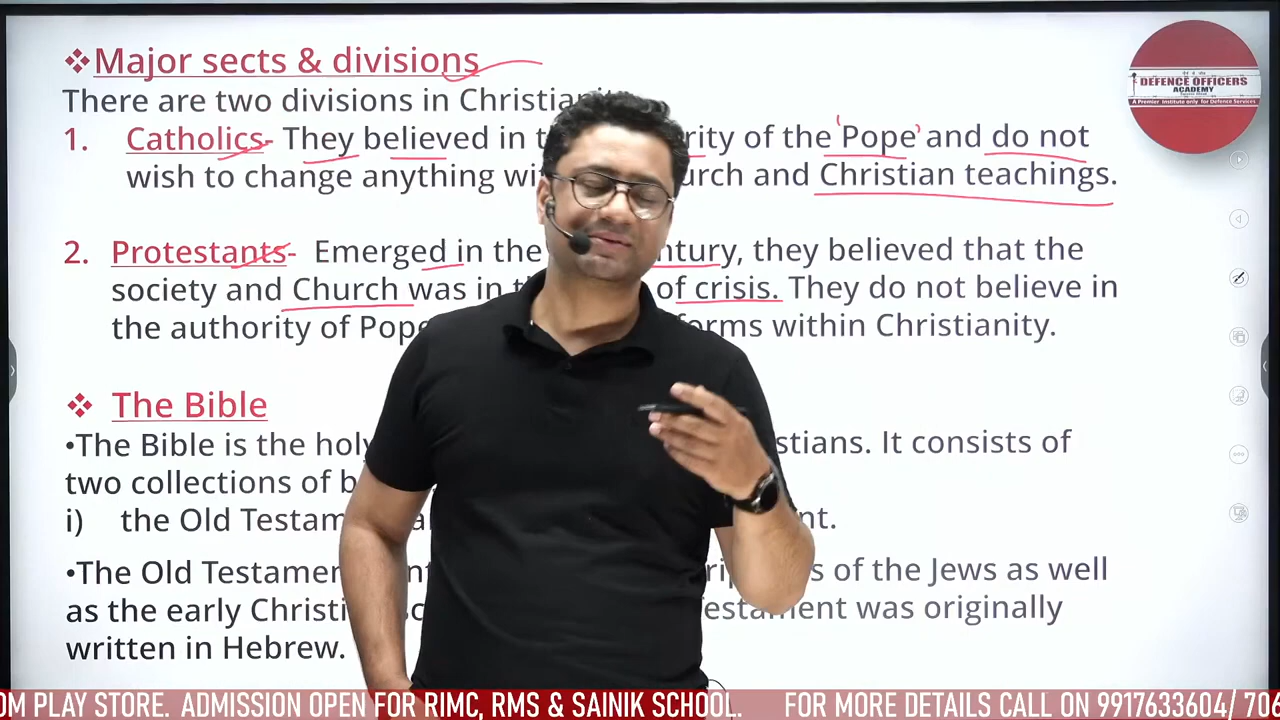 ❖Major sects & divisions
There are two divisions in Christianity
1. Catholics- They believed in rity of the 'Pope' and do not
wish to change anything wi urch and Christian teachings.
2. Protestants- Emerged in the ntury, they believed that the
society and Church was in of crisis. They do not believe in
the authority of Pope forms within Christianity.
❖ The Bible
•The Bible is the holy stians. It consists of
two collections of b
i) the Old Testam nt.
•The Old Testamen of the Jews as well
as the early Christi estament was originally
written in Hebrew.
DEFENCE OFFICERS
ACADEMY
A Premier Institute only for Defence Services
OM PLAY STORE. ADMISSION OPEN FOR RIMC, RMS & SAINIK SCHOOL. FOR MORE DETAILS CALL ON 9917633604/ 706